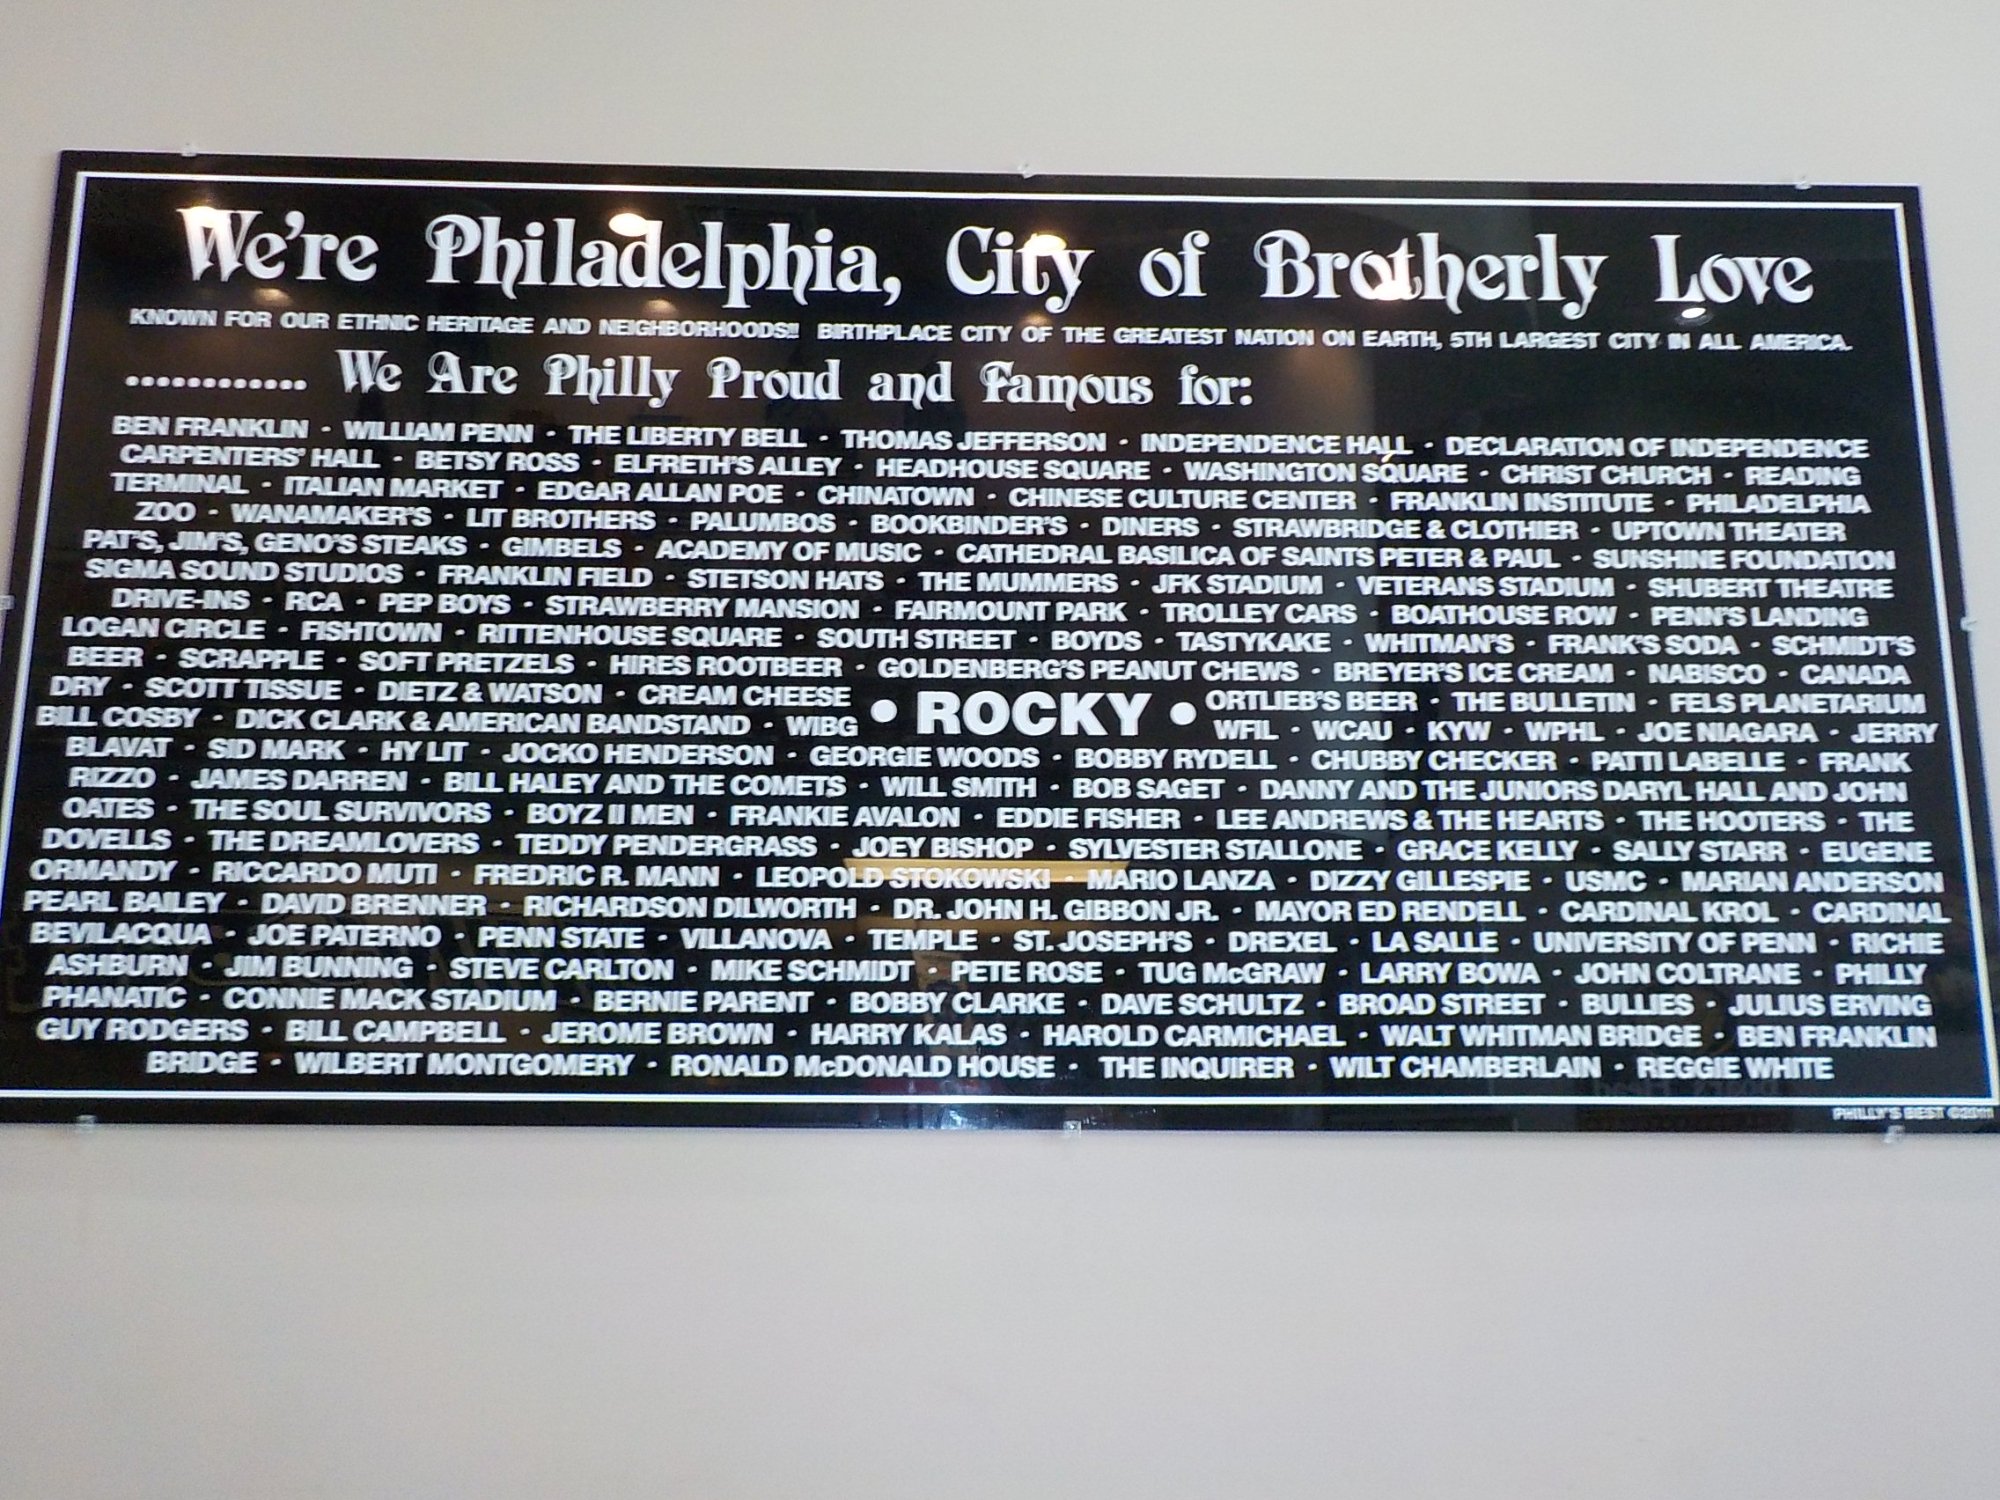 We're Philadelphia, City of Brotherly Love
KNOWN FOR OUR ETHNIC HERITAGE AND NEIGHBORHOODS!! BIRTHPLACE CITY OF THE GREATEST NATION ON EARTH, 5TH LARGEST CITY IN ALL AMERICA.
............ We Are Philly Proud and Famous for:
BEN FRANKLIN · WILLIAM PENN · THE LIBERTY BELL · THOMAS JEFFERSON · INDEPENDENCE HALL · DECLARATION OF INDEPENDENCE
CARPENTERS' HALL · BETSY ROSS · ELFRETH'S ALLEY · HEADHOUSE SQUARE · WASHINGTON SQUARE · CHRIST CHURCH · READING
TERMINAL · ITALIAN MARKET · EDGAR ALLAN POE · CHINATOWN · CHINESE CULTURE CENTER · FRANKLIN INSTITUTE · PHILADELPHIA
ZOO · WANAMAKER'S · LIT BROTHERS · PALUMBOS · BOOKBINDER'S · DINERS · STRAWBRIDGE & CLOTHIER · UPTOWN THEATER
PAT'S, JIM'S, GENO'S STEAKS · GIMBELS · ACADEMY OF MUSIC · CATHEDRAL BASILICA OF SAINTS PETER & PAUL · SUNSHINE FOUNDATION
SIGMA SOUND STUDIOS · FRANKLIN FIELD · STETSON HATS · THE MUMMERS · JFK STADIUM · VETERANS STADIUM · SHUBERT THEATRE
DRIVE-INS · RCA · PEP BOYS · STRAWBERRY MANSION · FAIRMOUNT PARK · TROLLEY CARS · BOATHOUSE ROW · PENN'S LANDING
LOGAN CIRCLE · FISHTOWN · RITTENHOUSE SQUARE · SOUTH STREET · BOYDS · TASTYKAKE · WHITMAN'S · FRANK'S SODA · SCHMIDT'S
BEER · SCRAPPLE · SOFT PRETZELS · HIRES ROOTBEER · GOLDENBERG'S PEANUT CHEWS · BREYER'S ICE CREAM · NABISCO · CANADA
DRY · SCOTT TISSUE · DIETZ & WATSON · CREAM CHEESE · ROCKY · ORTLIEB'S BEER · THE BULLETIN · FELS PLANETARIUM
BILL COSBY · DICK CLARK & AMERICAN BANDSTAND · WIBG WFIL · WCAU · KYW · WPHL · JOE NIAGARA · JERRY
BLAVAT · SID MARK · HY LIT · JOCKO HENDERSON · GEORGIE WOODS · BOBBY RYDELL · CHUBBY CHECKER · PATTI LABELLE · FRANK
RIZZO · JAMES DARREN · BILL HALEY AND THE COMETS · WILL SMITH · BOB SAGET · DANNY AND THE JUNIORS DARYL HALL AND JOHN
OATES · THE SOUL SURVIVORS · BOYZ II MEN · FRANKIE AVALON · EDDIE FISHER · LEE ANDREWS & THE HEARTS · THE HOOTERS · THE
DOVELLS · THE DREAMLOVERS · TEDDY PENDERGRASS · JOEY BISHOP · SYLVESTER STALLONE · GRACE KELLY · SALLY STARR · EUGENE
ORMANDY · RICCARDO MUTI · FREDRIC R. MANN · LEOPOLD STOKOWSKI · MARIO LANZA · DIZZY GILLESPIE · USMC · MARIAN ANDERSON
PEARL BAILEY · DAVID BRENNER · RICHARDSON DILWORTH · DR. JOHN H. GIBBON JR. · MAYOR ED RENDELL · CARDINAL KROL · CARDINAL
BEVILACQUA · JOE PATERNO · PENN STATE · VILLANOVA · TEMPLE · ST. JOSEPH'S · DREXEL · LA SALLE · UNIVERSITY OF PENN · RICHIE
ASHBURN · JIM BUNNING · STEVE CARLTON · MIKE SCHMIDT · PETE ROSE · TUG McGRAW · LARRY BOWA · JOHN COLTRANE · PHILLY
PHANATIC · CONNIE MACK STADIUM · BERNIE PARENT · BOBBY CLARKE · DAVE SCHULTZ · BROAD STREET · BULLIES · JULIUS ERVING
GUY RODGERS · BILL CAMPBELL · JEROME BROWN · HARRY KALAS · HAROLD CARMICHAEL · WALT WHITMAN BRIDGE · BEN FRANKLIN
BRIDGE · WILBERT MONTGOMERY · RONALD McDONALD HOUSE · THE INQUIRER · WILT CHAMBERLAIN · REGGIE WHITE
PHILLY'S BEST ©2011